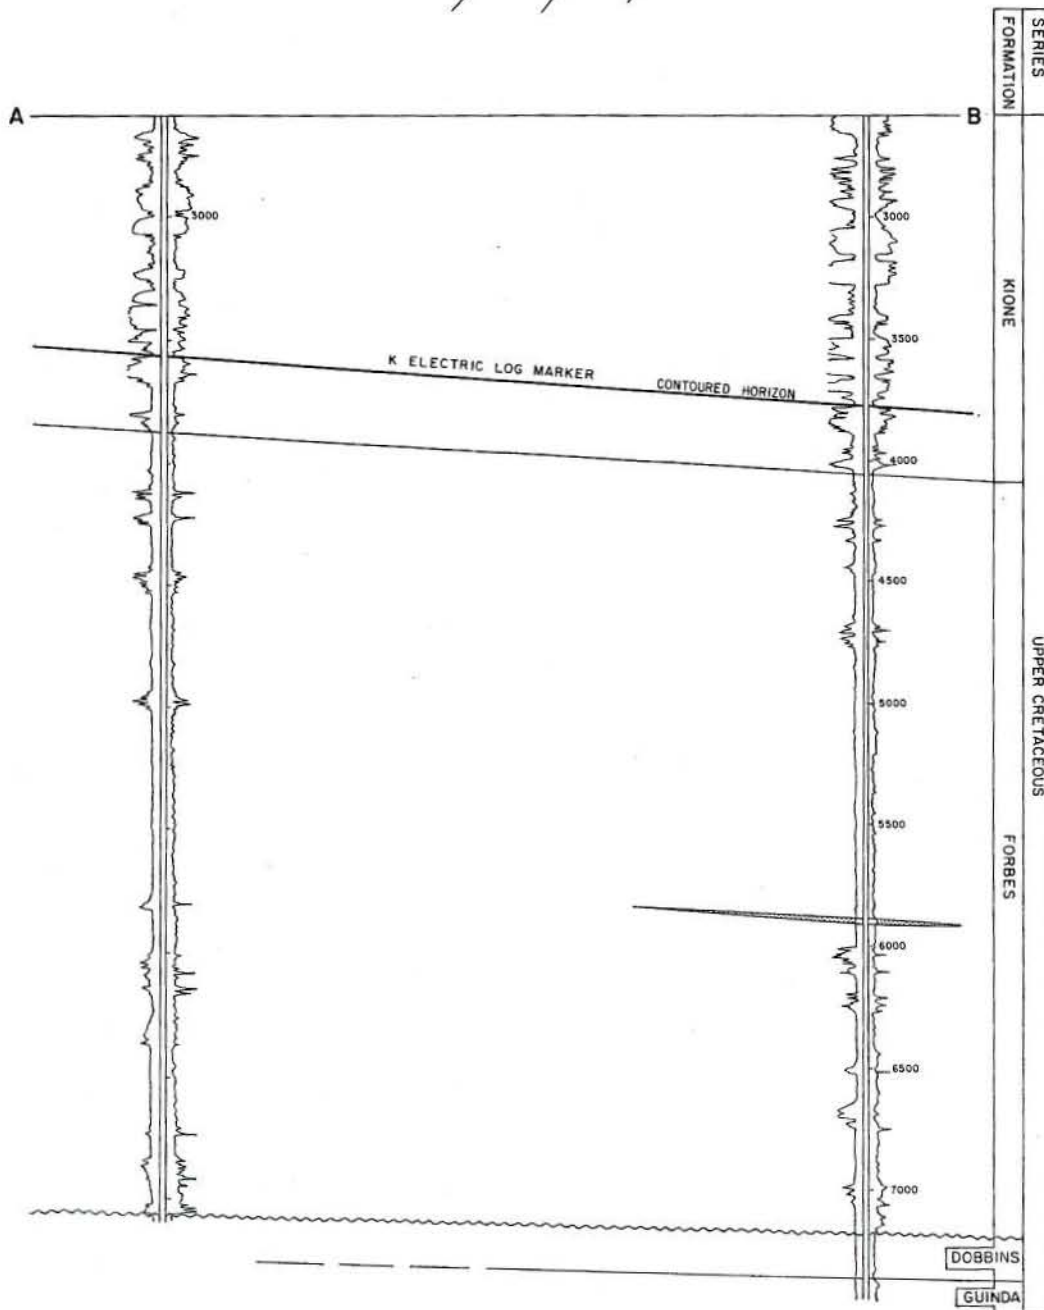 SERIES
FORMATION
A
B
3000
3000
KIONE
3500
K ELECTRIC LOG MARKER
CONTOURED HORIZON
4000
4500
UPPER CRETACEOUS
5000
5500
FORBES
6000
6500
7000
DOBBINS
GUINDA